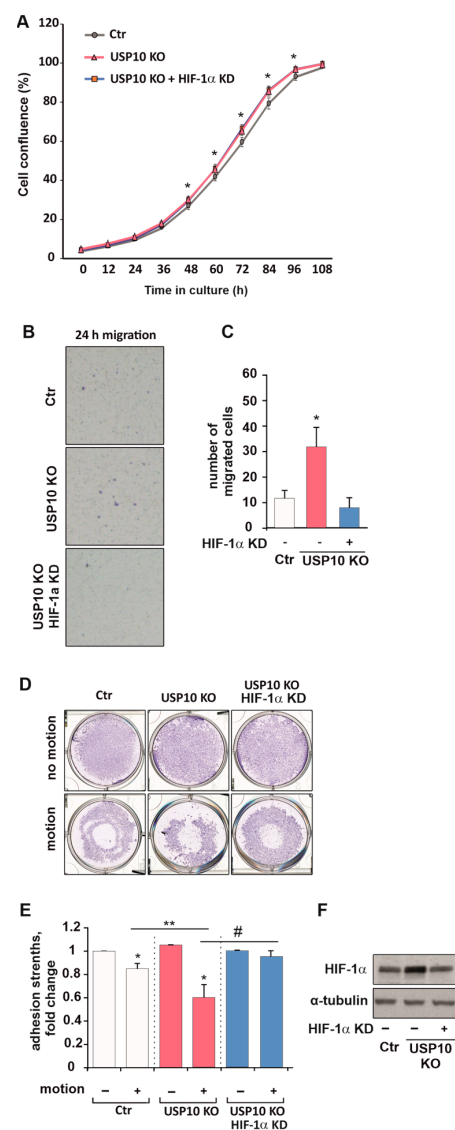 A
Ctr
USP10 KO
USP10 KO + HIF-1α KD
Cell confluence (%)
120
100
80
60
40
20
0
* * * * *
0 12 24 36 48 60 72 84 96 108
Time in culture (h)
B
24 h migration
Ctr
USP10 KO
USP10 KO
HIF-1a KD
C
number of
migrated cells
60
50
40
30
20
10
0
*
HIF-1α KD - - +
Ctr USP10 KO
D
Ctr
USP10 KO
USP10 KO
HIF-1α KD
no motion
motion
E
adhesion strenths,
fold change
1.2
1
0.8
0.6
0.4
0.2
0
**
#
*
*
motion – + – + – +
Ctr USP10 KO USP10 KO
HIF-1α KD
F
HIF-1α
α-tubulin
HIF-1α KD – – +
Ctr USP10
KO